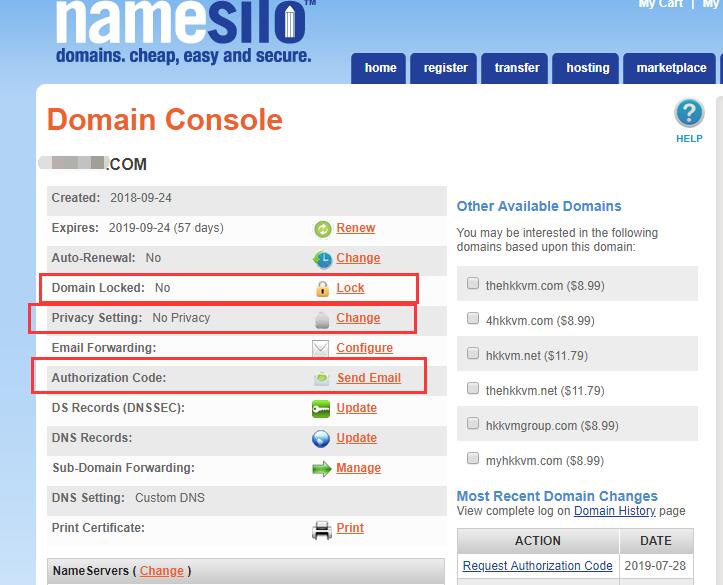 My Cart | My
namesilo™
domains. cheap, easy and secure.
home register transfer hosting marketplace
Domain Console
HELP
.COM
Created: 2018-09-24
Expires: 2019-09-24 (57 days) Renew
Auto-Renewal: No Change
Domain Locked: No Lock
Privacy Setting: No Privacy Change
Email Forwarding: Configure
Authorization Code: Send Email
DS Records (DNSSEC): Update
DNS Records: Update
Sub-Domain Forwarding: Manage
DNS Setting: Custom DNS
Print Certificate: Print
NameServers ( Change )
Other Available Domains
You may be interested in the following
domains based upon this domain:
thehkkvm.com ($8.99)
4hkkvm.com ($8.99)
hkkvm.net ($11.79)
thehkkvm.net ($11.79)
hkkvmgroup.com ($8.99)
myhkkvm.com ($8.99)
Most Recent Domain Changes
View complete log on Domain History page
ACTION DATE
Request Authorization Code 2019-07-28